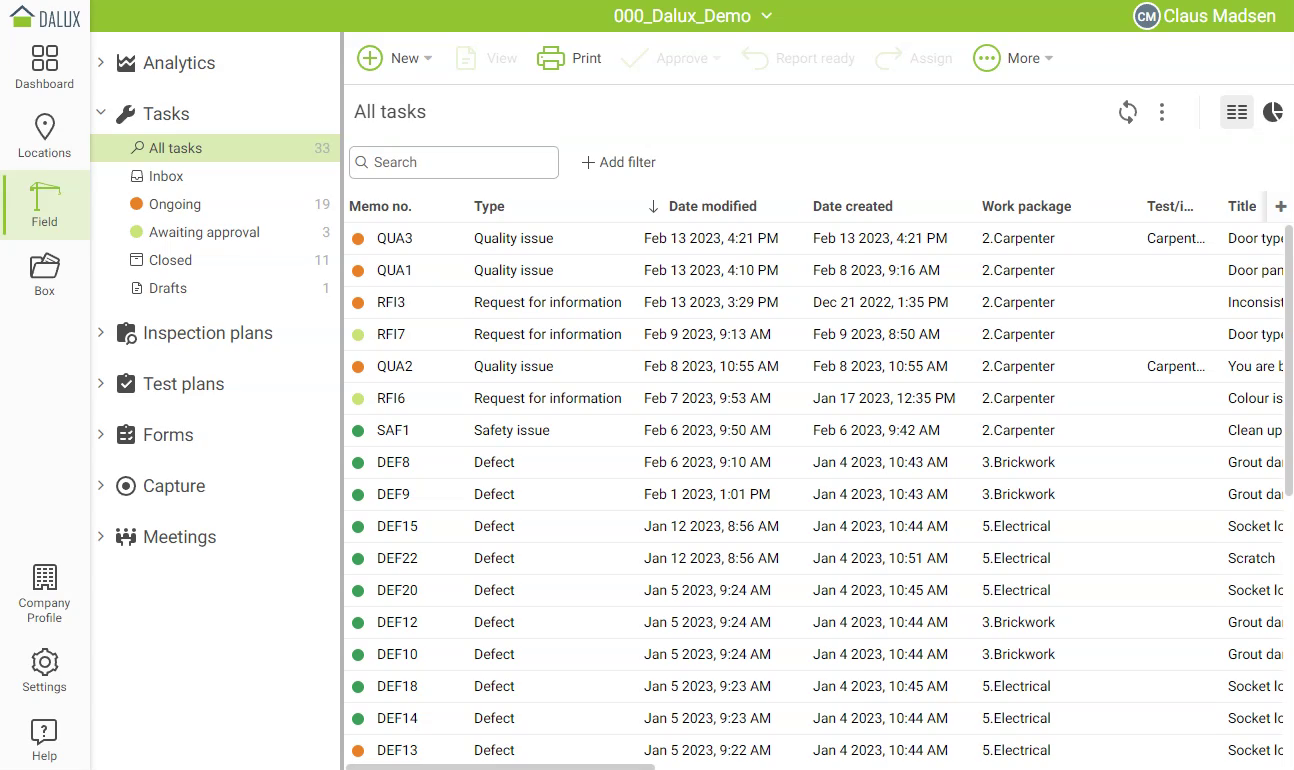 DALUX
000_Dalux_Demo
CM Claus Madsen
Dashboard
Locations
Field
Box
Company
Profile
Settings
Help
Analytics
Tasks
All tasks 33
Inbox
Ongoing 19
Awaiting approval 3
Closed 11
Drafts 1
Inspection plans
Test plans
Forms
Capture
Meetings
New View Print Approve Report ready Assign More
All tasks
Search Add filter
Memo no. Type Date modified Date created Work package Test/i... Title
QUA3 Quality issue Feb 13 2023, 4:21 PM Feb 13 2023, 4:21 PM 2.Carpenter Carpent... Door type
QUA1 Quality issue Feb 13 2023, 4:10 PM Feb 8 2023, 9:16 AM 2.Carpenter Door pan
RFI3 Request for information Feb 13 2023, 3:29 PM Dec 21 2022, 1:35 PM 2.Carpenter Inconsist
RFI7 Request for information Feb 9 2023, 9:13 AM Feb 9 2023, 8:50 AM 2.Carpenter Door type
QUA2 Quality issue Feb 8 2023, 10:55 AM Feb 8 2023, 10:55 AM 2.Carpenter Carpent... You are b
RFI6 Request for information Feb 7 2023, 9:53 AM Jan 17 2023, 12:35 PM 2.Carpenter Colour is
SAF1 Safety issue Feb 6 2023, 9:50 AM Feb 6 2023, 9:42 AM 2.Carpenter Clean up
DEF8 Defect Feb 6 2023, 9:10 AM Jan 4 2023, 10:43 AM 3.Brickwork Grout da
DEF9 Defect Feb 1 2023, 1:01 PM Jan 4 2023, 10:43 AM 3.Brickwork Grout da
DEF15 Defect Jan 12 2023, 8:56 AM Jan 4 2023, 10:44 AM 5.Electrical Socket lo
DEF22 Defect Jan 12 2023, 8:56 AM Jan 4 2023, 10:51 AM 5.Electrical Scratch
DEF20 Defect Jan 5 2023, 9:24 AM Jan 4 2023, 10:45 AM 5.Electrical Socket lo
DEF12 Defect Jan 5 2023, 9:24 AM Jan 4 2023, 10:44 AM 3.Brickwork Grout da
DEF10 Defect Jan 5 2023, 9:24 AM Jan 4 2023, 10:44 AM 3.Brickwork Grout da
DEF18 Defect Jan 5 2023, 9:23 AM Jan 4 2023, 10:45 AM 5.Electrical Socket lo
DEF14 Defect Jan 5 2023, 9:23 AM Jan 4 2023, 10:44 AM 5.Electrical Socket lo
DEF13 Defect Jan 5 2023, 9:22 AM Jan 4 2023, 10:44 AM 5.Electrical Socket lo